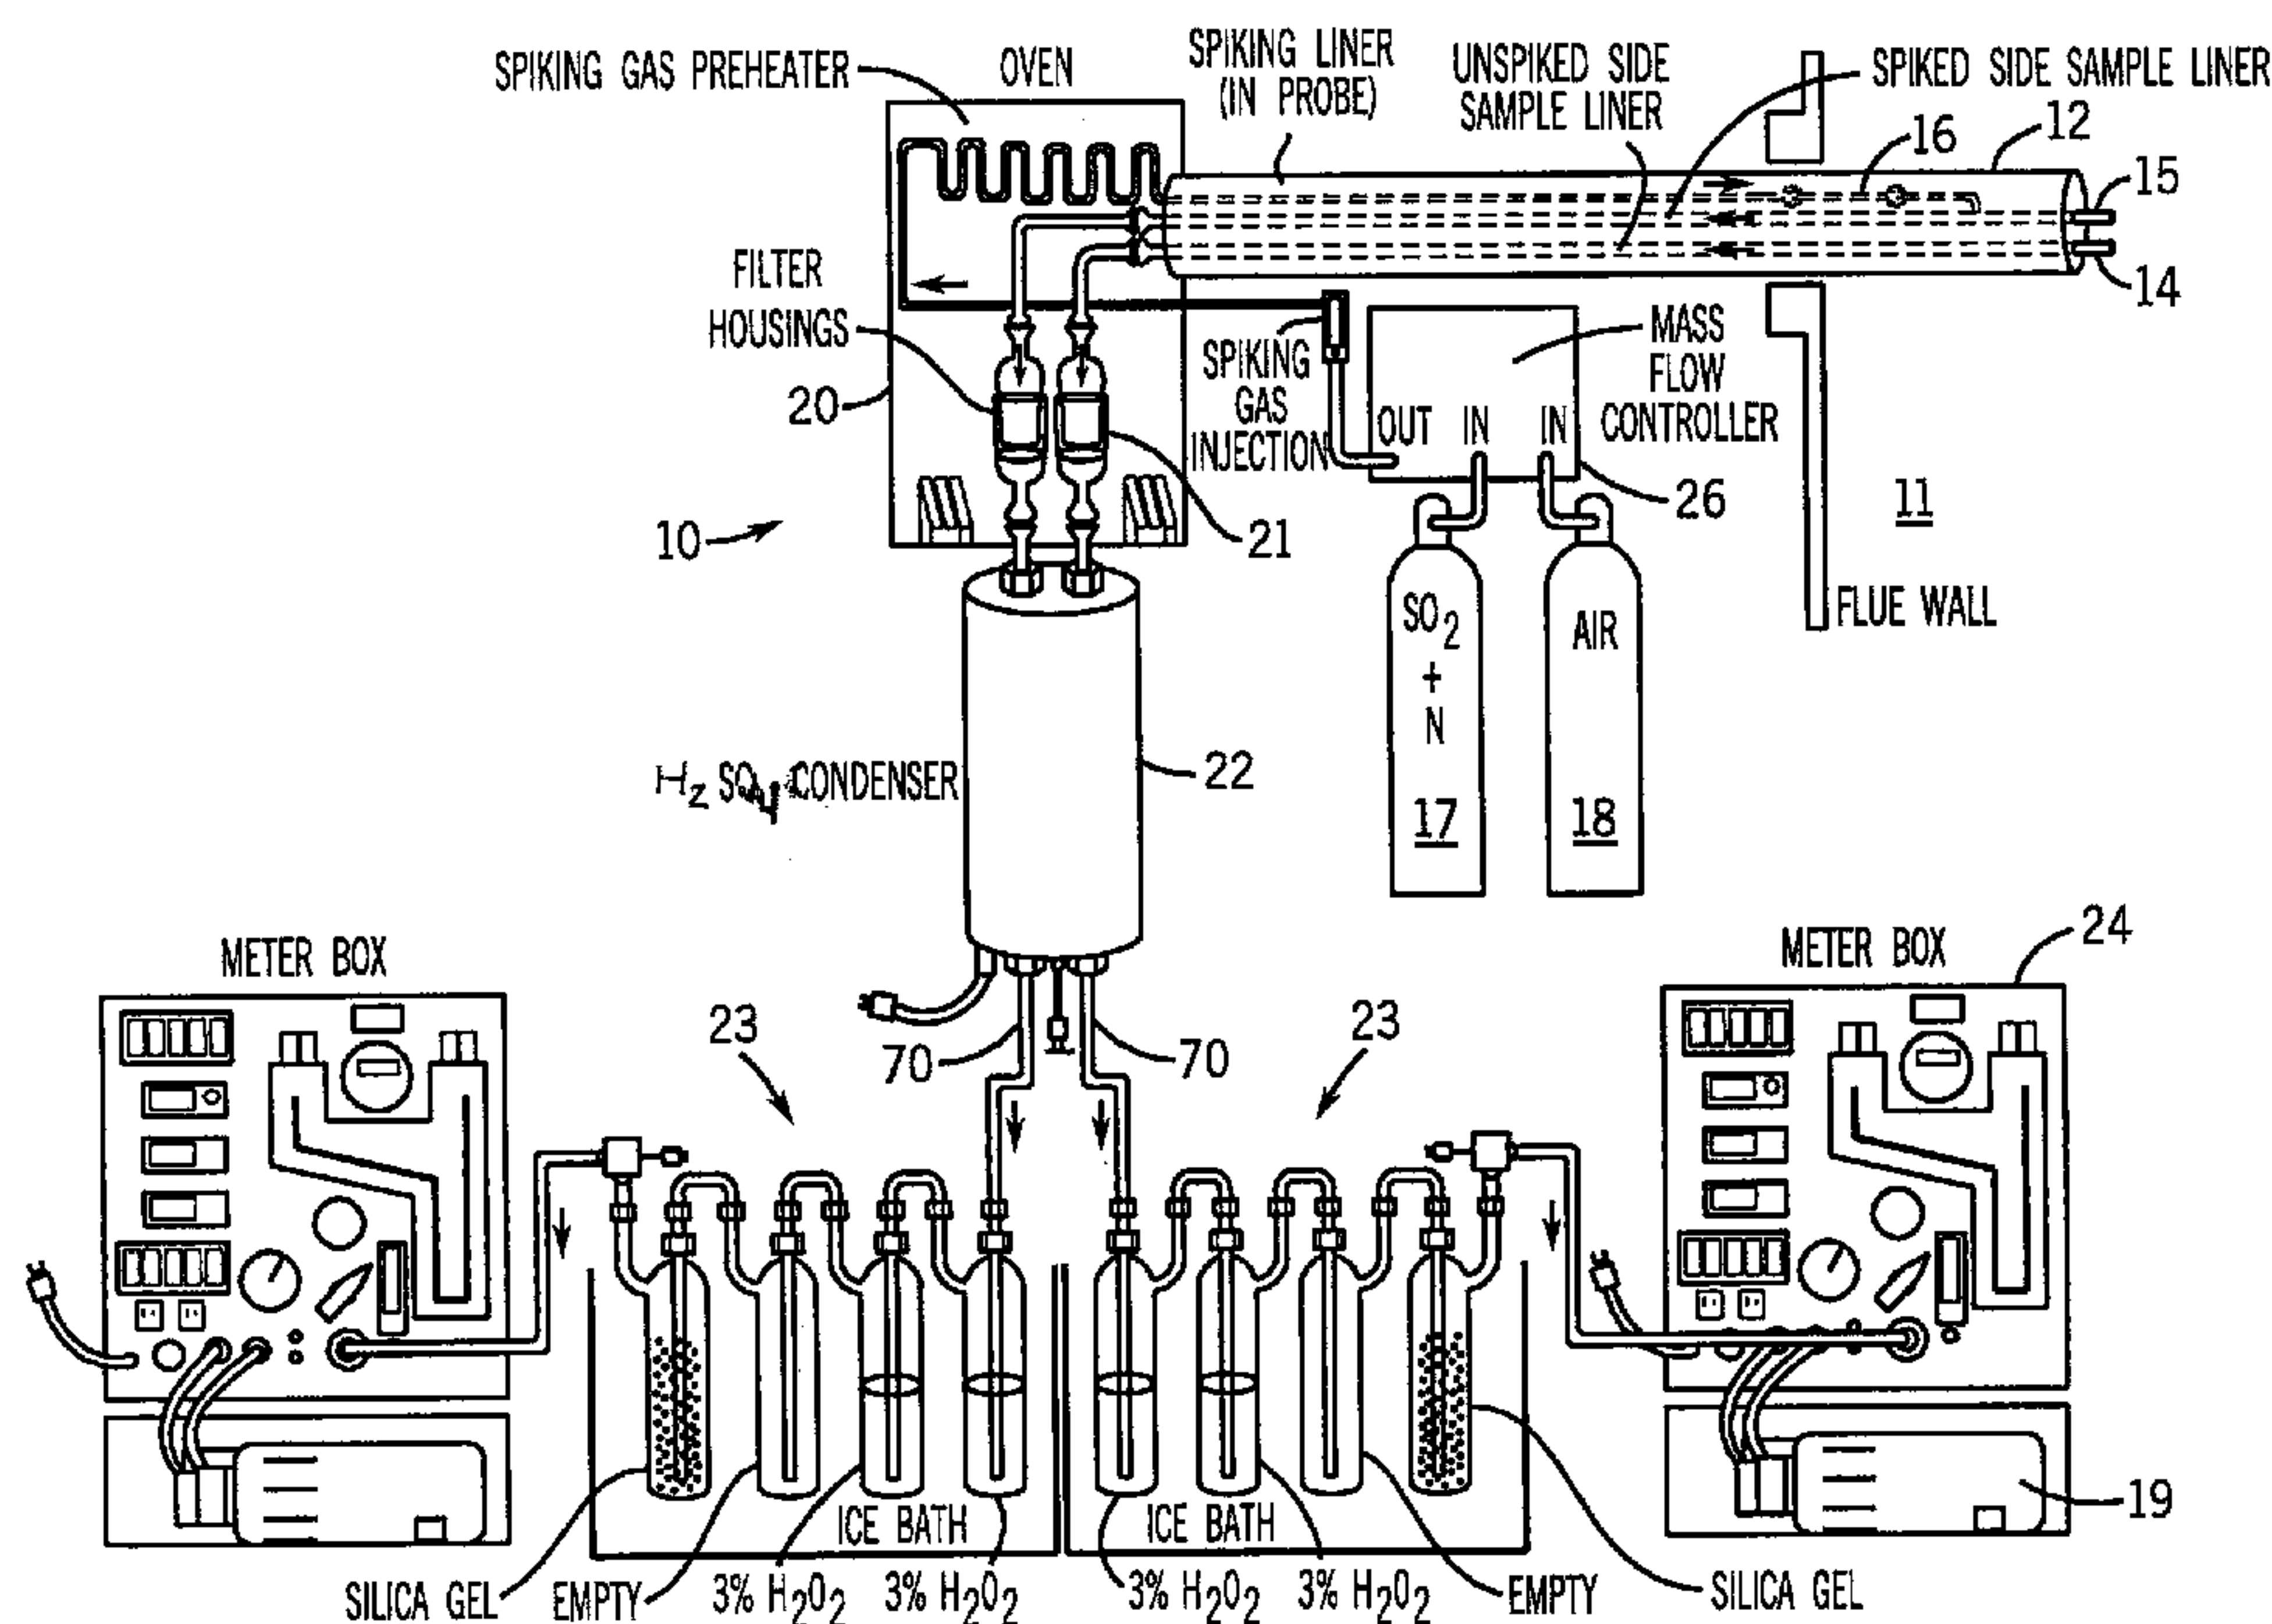 SPIKING GAS PREHEATER
OVEN
SPIKING LINER
(IN PROBE)
UNSPIKED SIDE
SAMPLE LINER
SPIKED SIDE SAMPLE LINER
12
16
15
14
FILTER
HOUSINGS
20
SPIKING
GAS
INJECTION
MASS
FLOW
CONTROLLER
OUT
IN
IN
26
11
10
21
FLUE WALL
SO2
+
N
17
AIR
18
H2 SO4 CONDENSER
22
METER BOX
METER BOX
24
23
23
70
70
19
ICE BATH
ICE BATH
SILICA GEL
EMPTY
3% H2O2
3% H2O2
3% H2O2
3% H2O2
EMPTY
SILICA GEL